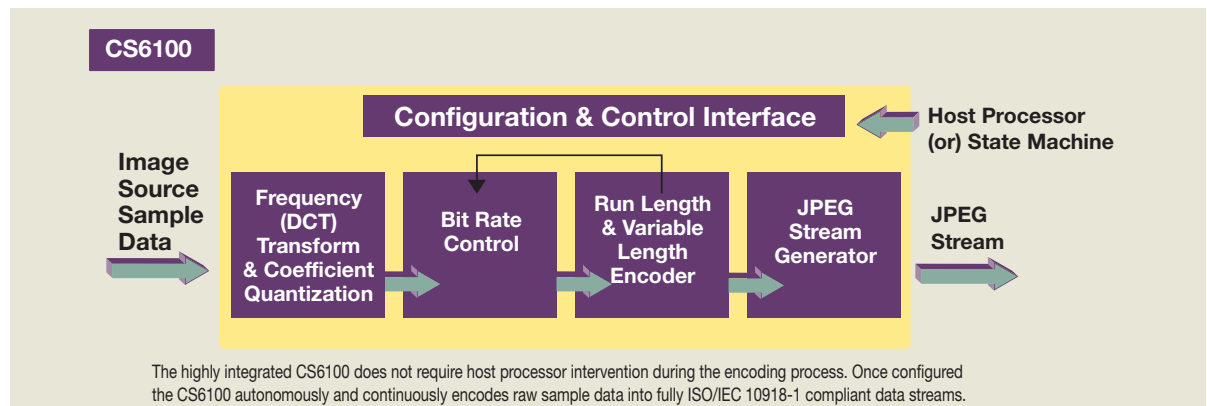 CS6100
Configuration & Control Interface
Host Processor
(or) State Machine
Image
Source
Sample
Data
Frequency
(DCT)
Transform
& Coefficient
Quantization
Bit Rate
Control
Run Length
& Variable
Length
Encoder
JPEG
Stream
Generator
JPEG
Stream
The highly integrated CS6100 does not require host processor intervention during the encoding process. Once configured
the CS6100 autonomously and continuously encodes raw sample data into fully ISO/IEC 10918-1 compliant data streams.